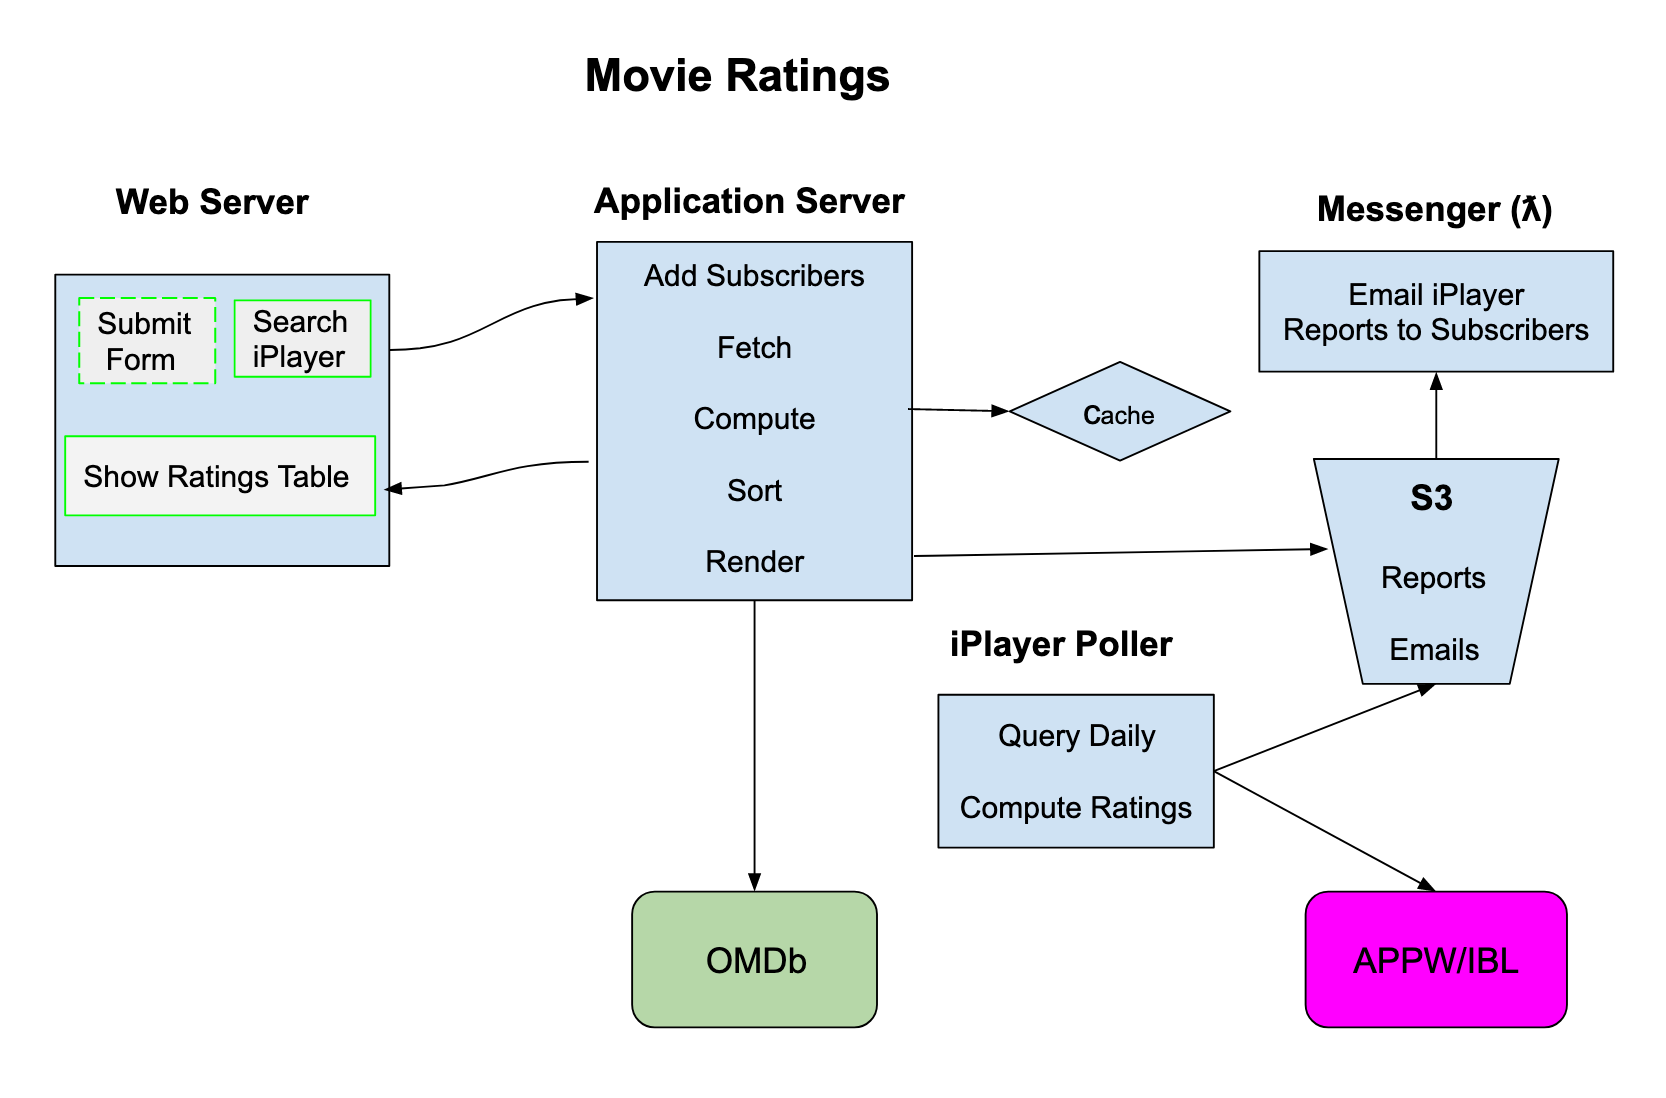 Movie Ratings
Web Server
Submit
Form
Search
iPlayer
Show Ratings Table
Application Server
Add Subscribers
Fetch
Compute
Sort
Render
Cache
Messenger (ƛ)
Email iPlayer
Reports to Subscribers
S3
Reports
Emails
iPlayer Poller
Query Daily
Compute Ratings
OMDb
APPW/IBL